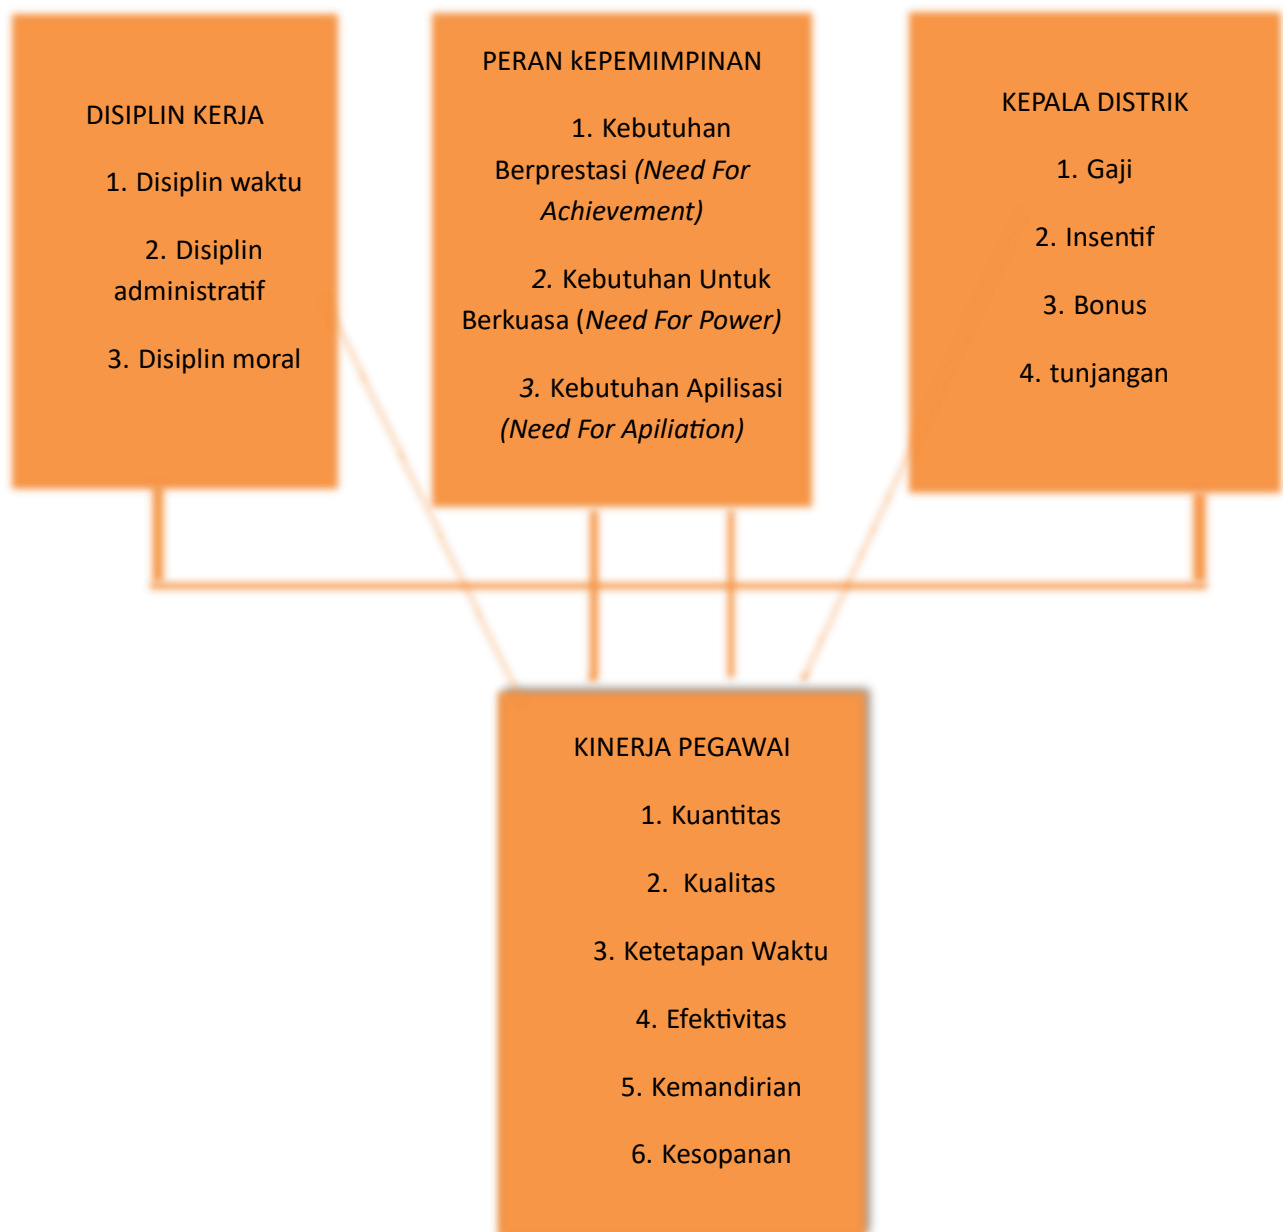 DISIPLIN KERJA
1. Disiplin waktu
2. Disiplin
administratif
3. Disiplin moral
PERAN kEPEMIMPINAN
1. Kebutuhan
Berprestasi (Need For
Achievement)
2. Kebutuhan Untuk
Berkuasa (Need For Power)
3. Kebutuhan Apilisasi
(Need For Apiliation)
KEPALA DISTRIK
1. Gaji
2. Insentif
3. Bonus
4. tunjangan
KINERJA PEGAWAI
1. Kuantitas
2. Kualitas
3. Ketetapan Waktu
4. Efektivitas
5. Kemandirian
6. Kesopanan